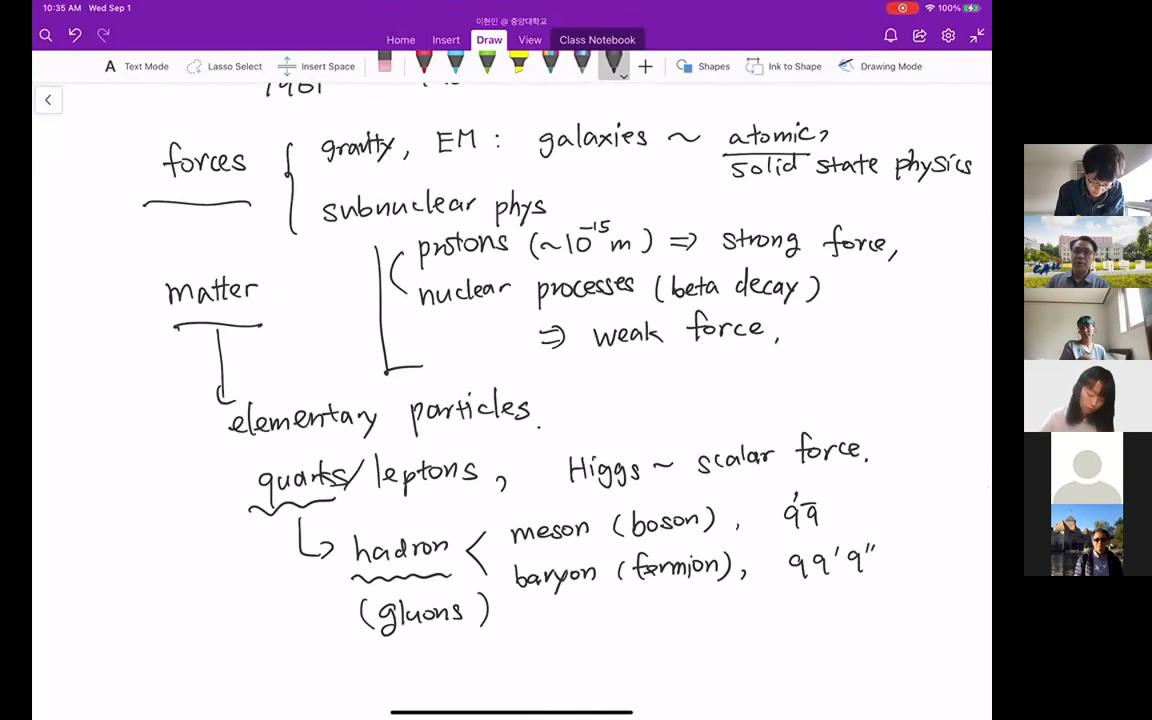 10:35 AM Wed Sep 1
100%
이현민 @ 중앙대학교
Home Insert Draw View Class Notebook
Text Mode Lasso Select Insert Space Shapes Ink to Shape Drawing Mode
forces
gravity, EM : galaxies ~ atomic,
solid state physics
subnuclear phys
protons (~10⁻¹⁵m) ⇒ strong force,
matter
nuclear processes (beta decay)
⇒ weak force,
elementary particles.
quarks/leptons, Higgs ~ scalar force.
hadron < meson (boson), q'q̄
baryon (fermion), qq'q"
(gluons)